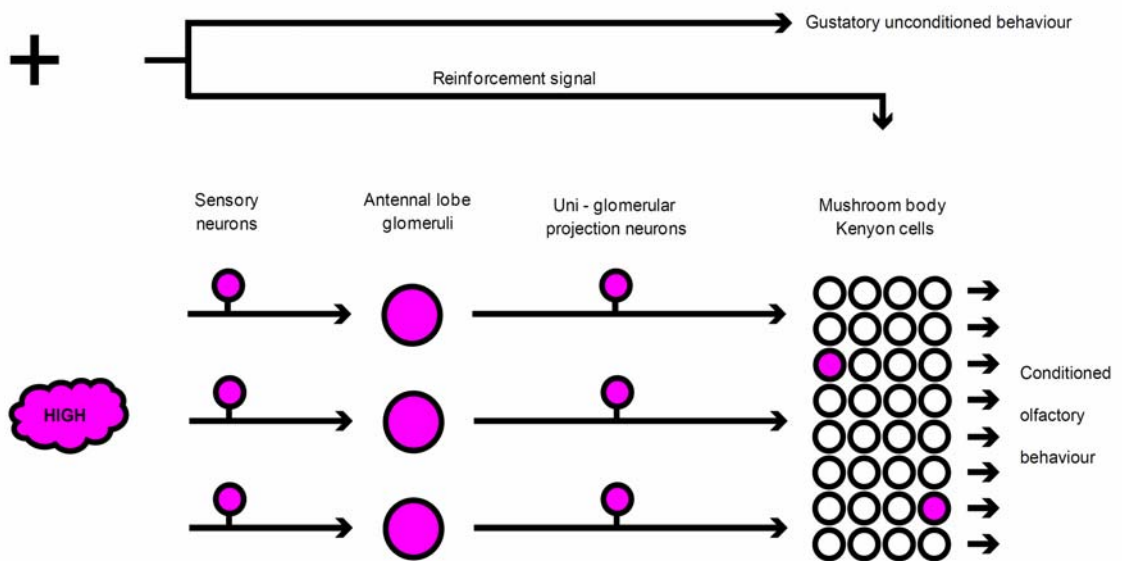 Gustatory unconditioned behaviour
Reinforcement signal
Sensory
neurons
Antennal lobe
glomeruli
Uni - glomerular
projection neurons
Mushroom body
Kenyon cells
HIGH
Conditioned
olfactory
behaviour